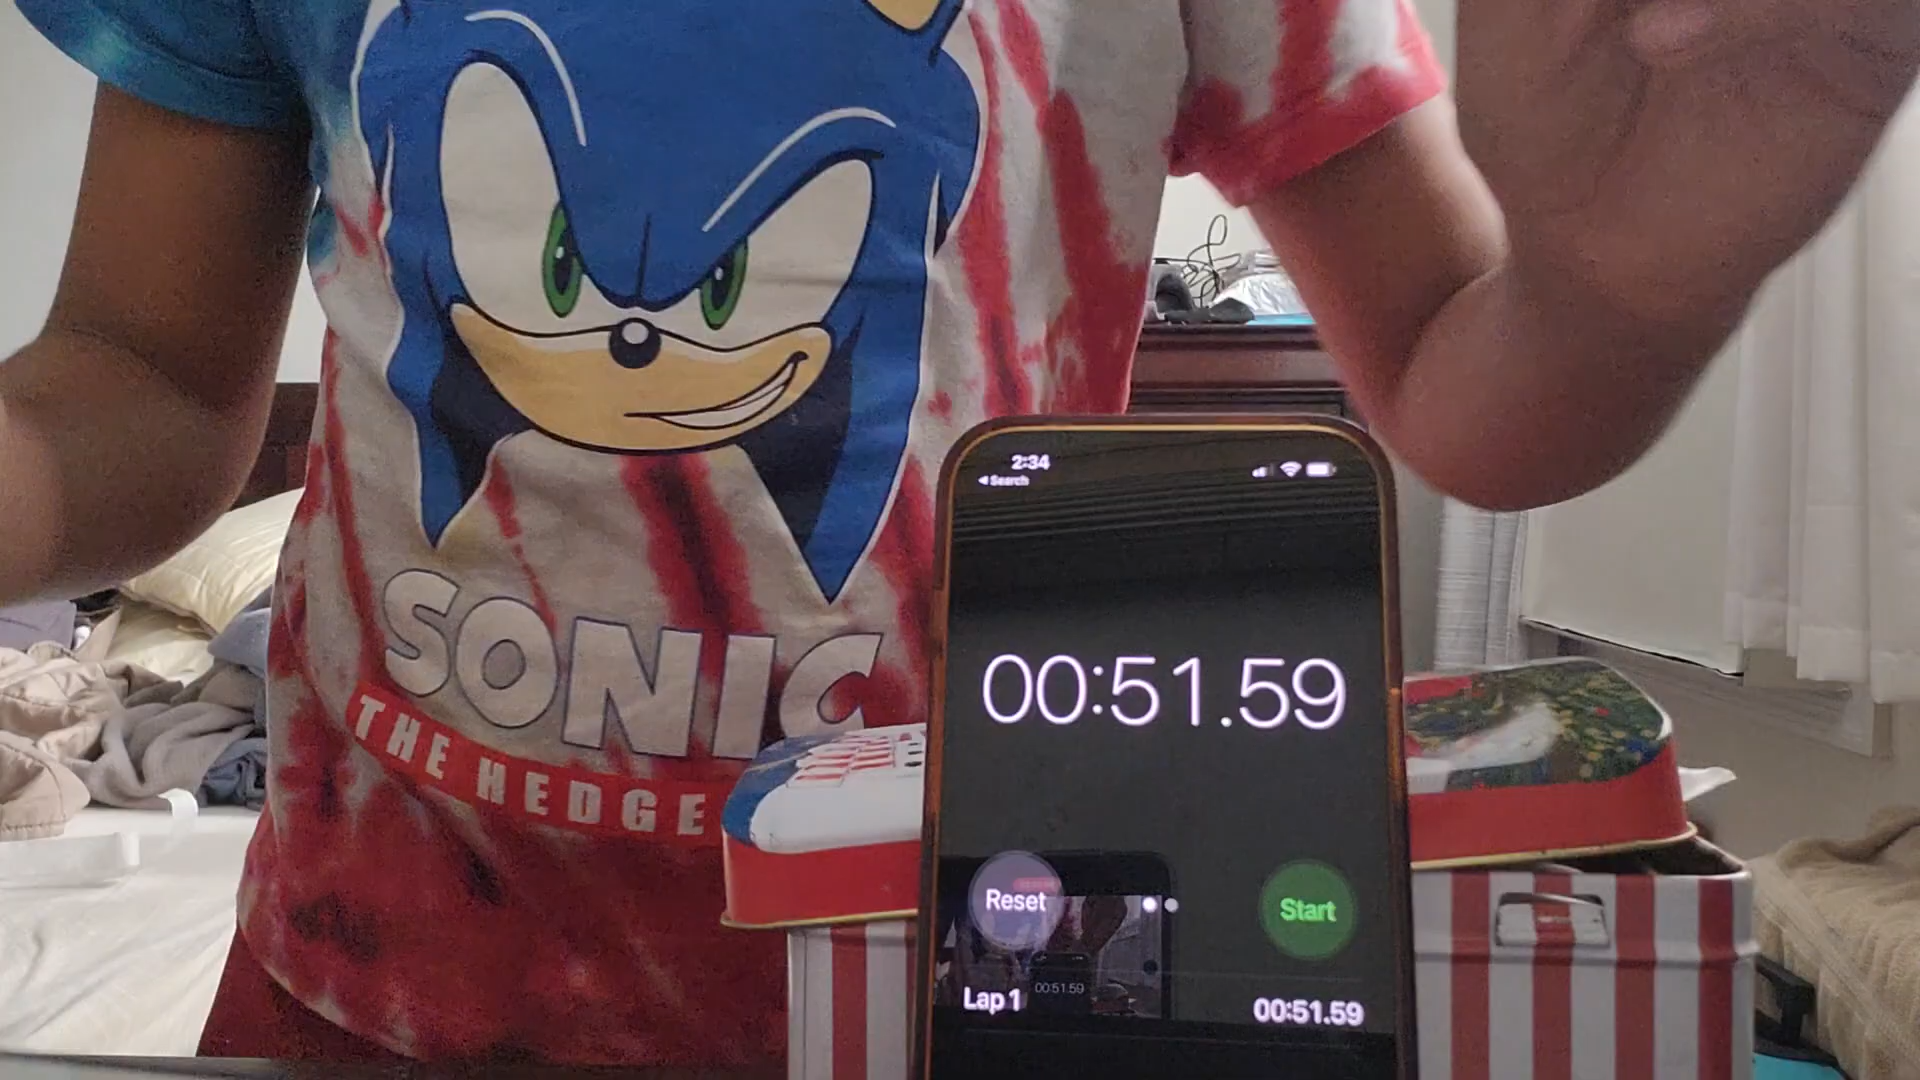 SONIC
THE HEDGE
2:34
◀ Search
00:51.59
Reset
Start
Lap 1
00:51.59
00:51.59